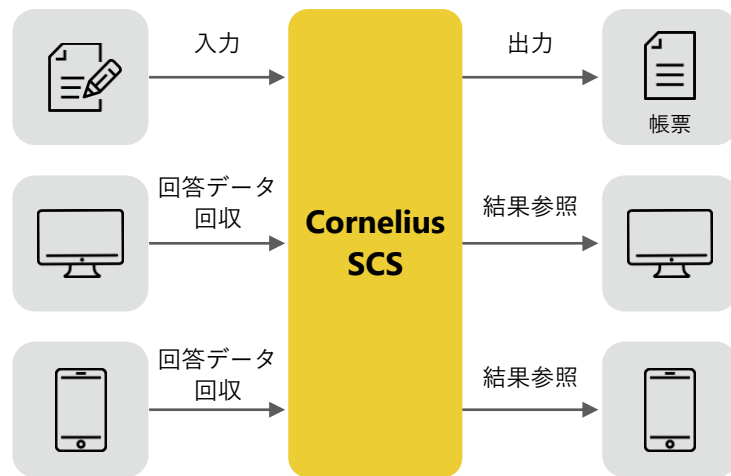 入力
出力
帳票
回答データ
回収
Cornelius
SCS
結果参照
回答データ
回収
結果参照